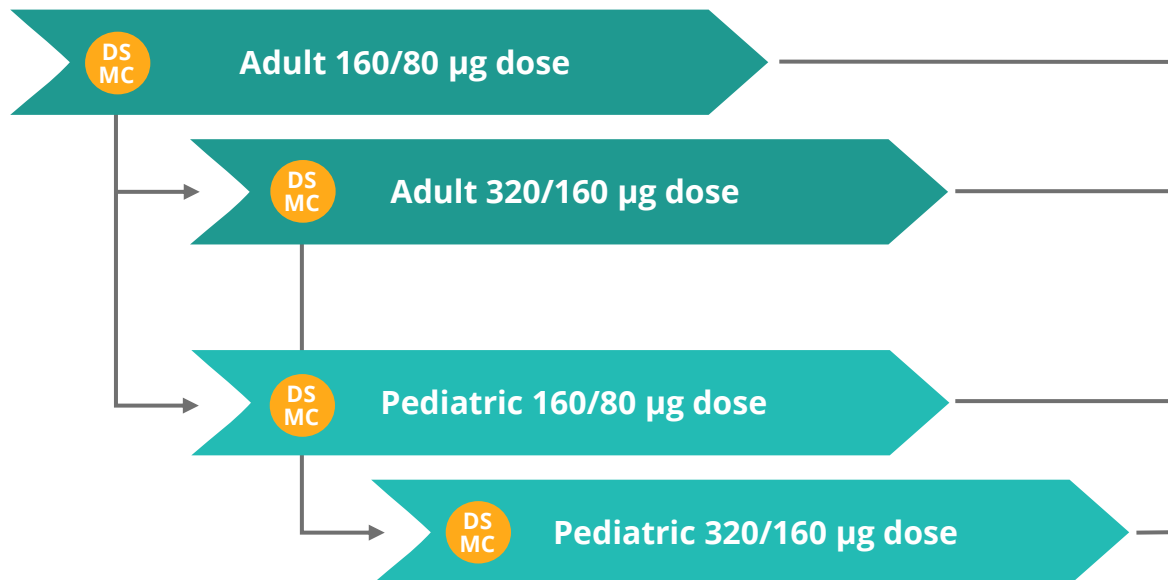 DS
MC
Adult 160/80 µg dose
DS
MC
Adult 320/160 µg dose
DS
MC
Pediatric 160/80 µg dose
DS
MC
Pediatric 320/160 µg dose